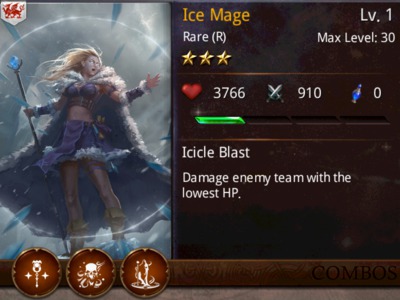 Ice Mage Lv. 1
Rare (R) Max Level: 30
3766 910 0
Icicle Blast
Damage enemy team with the
lowest HP.
COMBOS